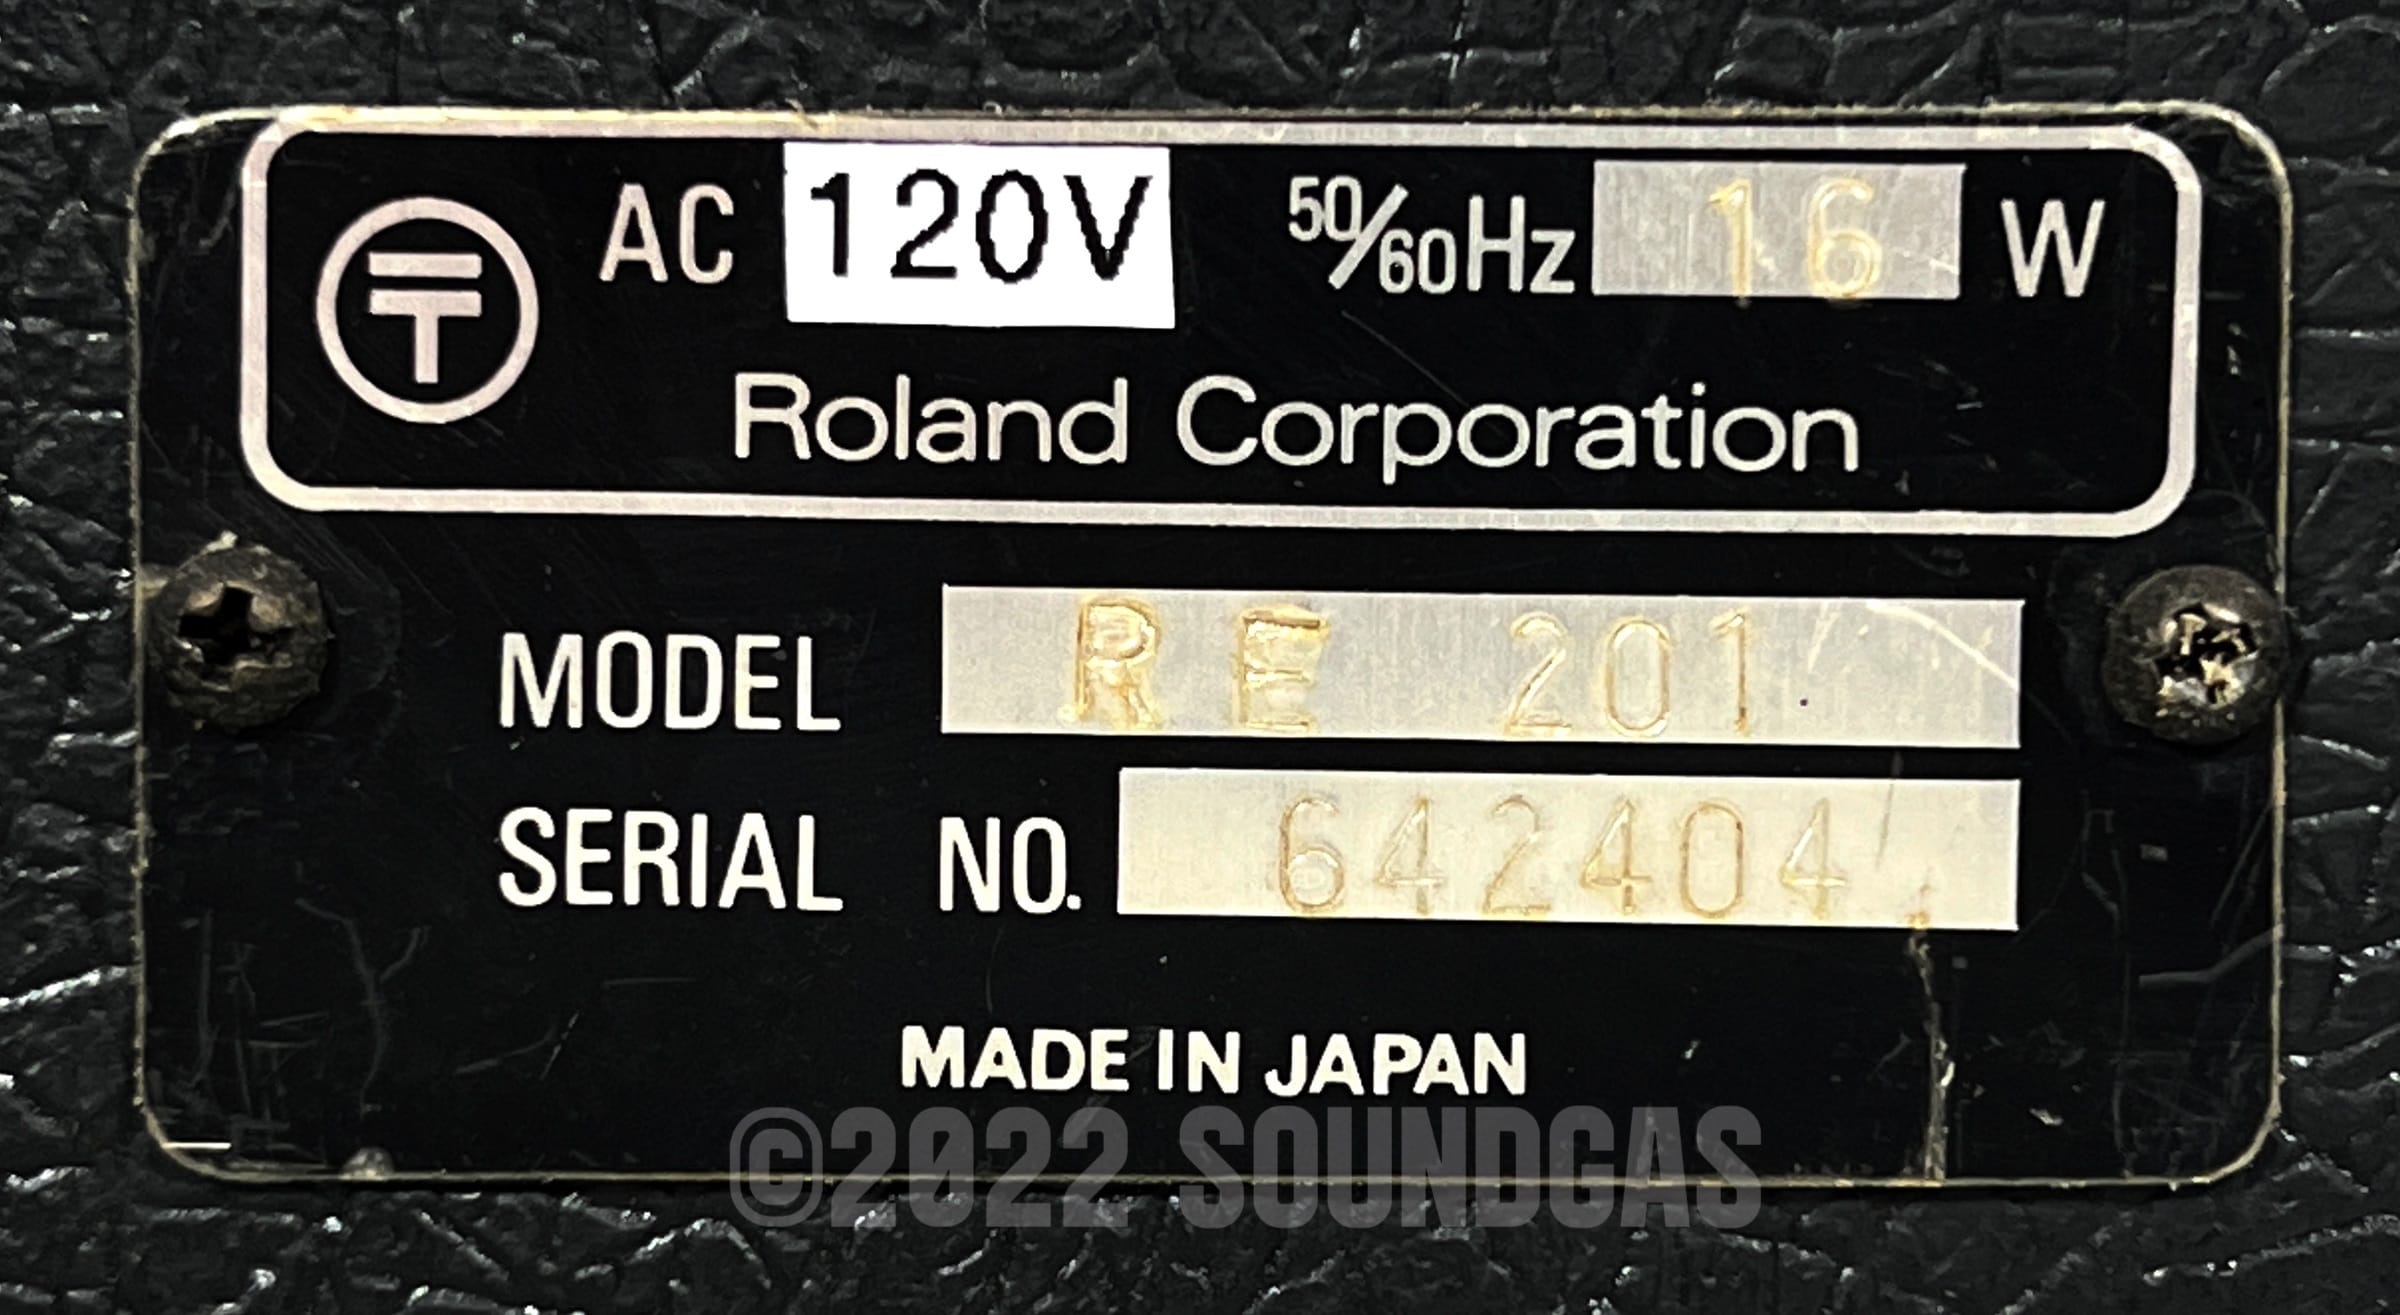 〶 AC 120V 50/60Hz 16 W
Roland Corporation
MODEL RE 201
SERIAL NO. 642404
MADE IN JAPAN
©2022 SOUNDGAS